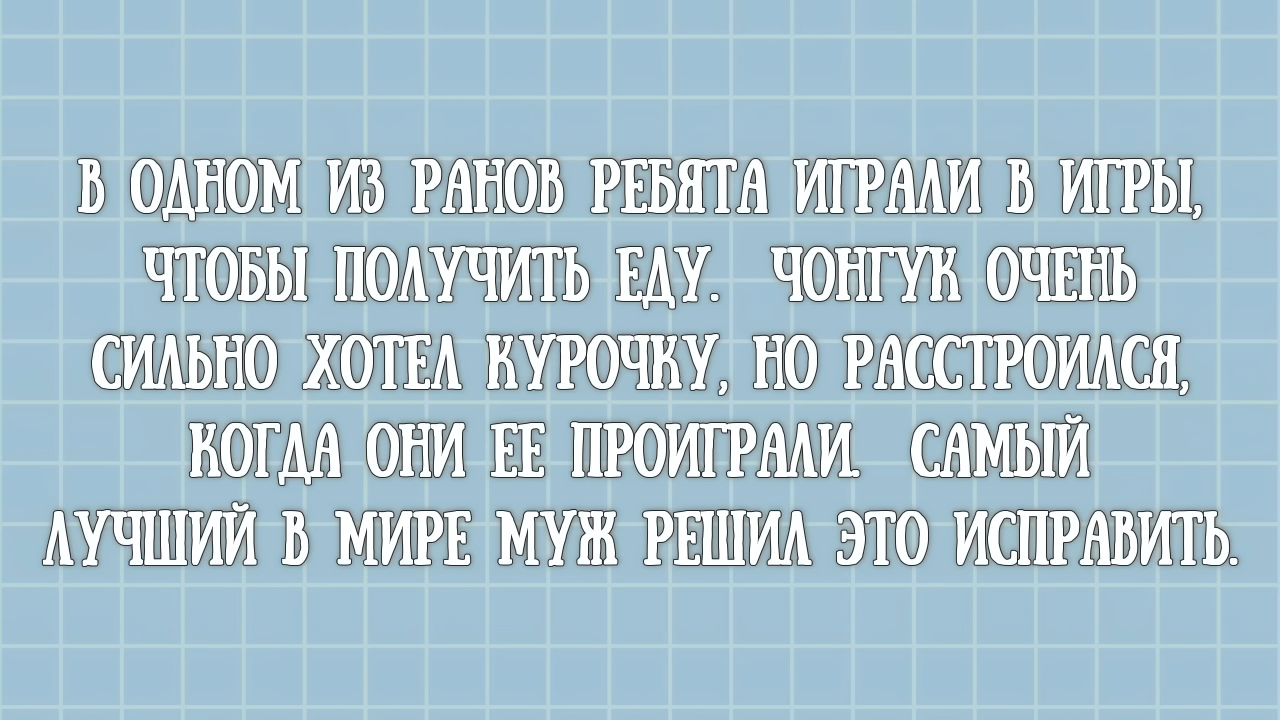 В ОДНОМ ИЗ РАНОВ РЕБЯТА ИГРАЛИ В ИГРЫ,
ЧТОБЫ ПОЛУЧИТЬ ЕДУ. ЧОНГУК ОЧЕНЬ
СИЛЬНО ХОТЕЛ КУРОЧКУ, НО РАССТРОИЛСЯ,
КОГДА ОНИ ЕЕ ПРОИГРАЛИ. САМЫЙ
ЛУЧШИЙ В МИРЕ МУЖ РЕШИЛ ЭТО ИСПРАВИТЬ.